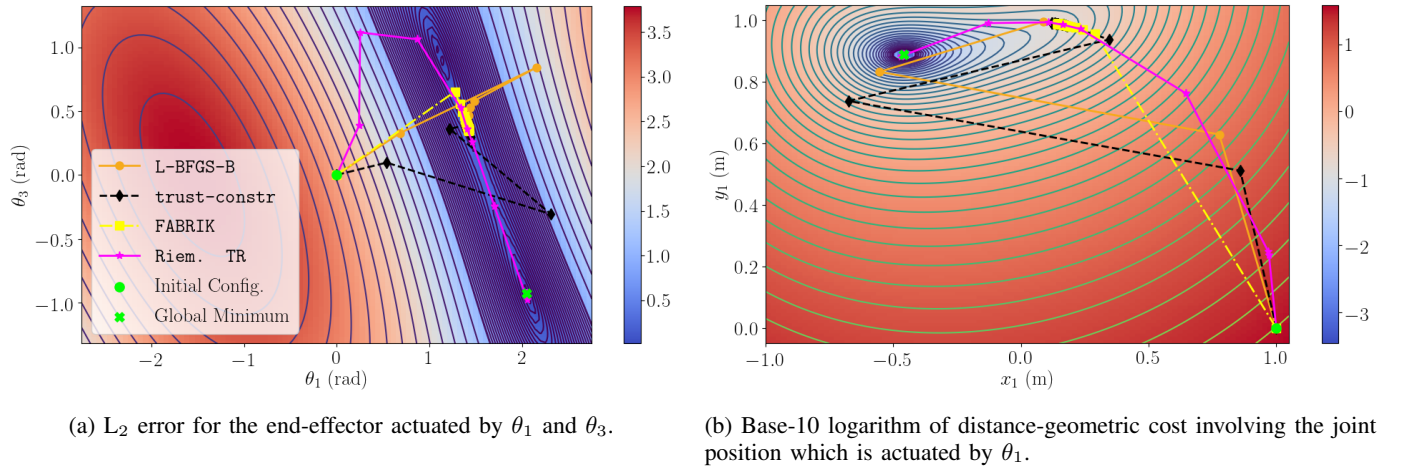 1.0
0.5
0.0
−0.5
−1.0
θ3 (rad)
L-BFGS-B
trust-constr
FABRIK
Riem. TR
Initial Config.
Global Minimum
−2
−1
0
1
2
θ1 (rad)
3.5
3.0
2.5
2.0
1.5
1.0
0.5
(a) L2 error for the end-effector actuated by θ1 and θ3.
1.0
0.8
0.6
0.4
0.2
0.0
y1 (m)
−1.0
−0.5
0.0
0.5
1.0
x1 (m)
1
0
−1
−2
−3
(b) Base-10 logarithm of distance-geometric cost involving the joint
position which is actuated by θ1.